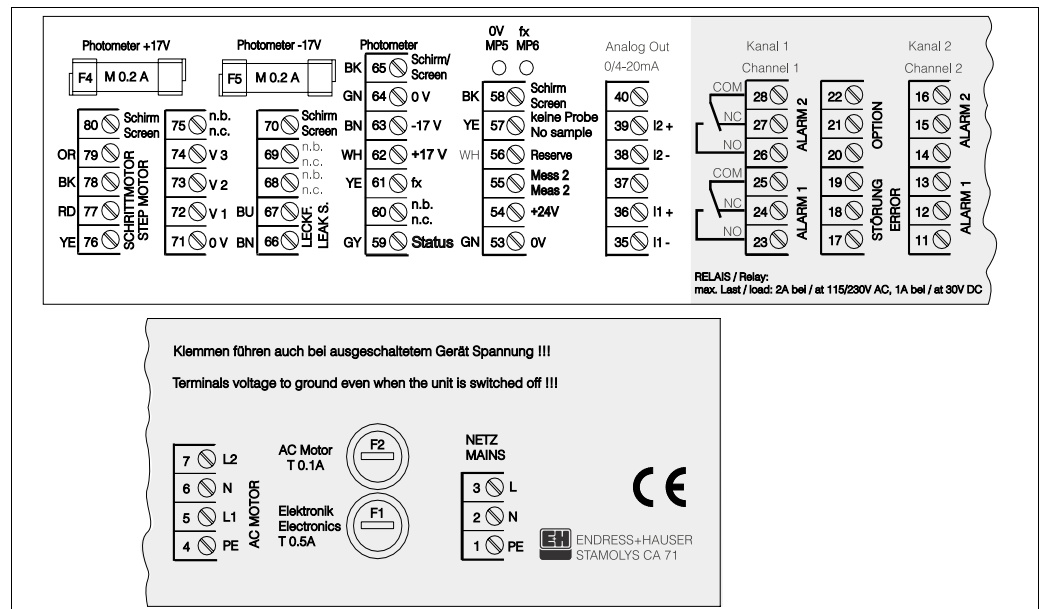 Photometer +17V
F4 M 0.2 A
Photometer -17V
F5 M 0.2 A
80 Schirm Screen
OR 79
BK 78
RD 77
YE 76
SCHRITTMOTOR
STEP MOTOR
75 n.b. n.c.
74 V 3
73 V 2
72 V 1
71 0 V
70 Schirm Screen
69 n.b. n.c.
68 n.b. n.c.
BU 67
BN 66
LECKF.
LEAK S.
Photometer
BK 65 Schirm/ Screen
GN 64 0 V
BN 63 -17 V
WH 62 +17 V
YE 61 fx
60 n.b. n.c.
GY 59 Status
0V fx
MP5 MP6
BK 58 Schirm Screen
YE 57 keine Probe No sample
WH 56 Reserve
55 Mess 2 Meas 2
54 +24V
GN 53 0V
Analog Out
0/4-20mA
40
39 I2 +
38 I2 -
37
36 I1 +
35 I1 -
Kanal 1
Channel 1
COM 28
NC 27
NO 26
ALARM 2
COM 25
NC 24
NO 23
ALARM 1
22
21
20
OPTION
19
18
17
STÖRUNG
ERROR
Kanal 2
Channel 2
16
15
14
ALARM 2
13
12
11
ALARM 1
RELAIS / Relay:
max. Last / load: 2A bei / at 115/230V AC, 1A bei / at 30V DC
Klemmen führen auch bei ausgeschaltetem Gerät Spannung !!!
Terminals voltage to ground even when the unit is switched off !!!
7 L2
6 N
5 L1
4 PE
AC MOTOR
AC Motor
T 0.1A
F2
Elektronik
Electronics
T 0.5A
F1
NETZ
MAINS
3 L
2 N
1 PE
CE
EH
ENDRESS+HAUSER
STAMOLYS CA 71